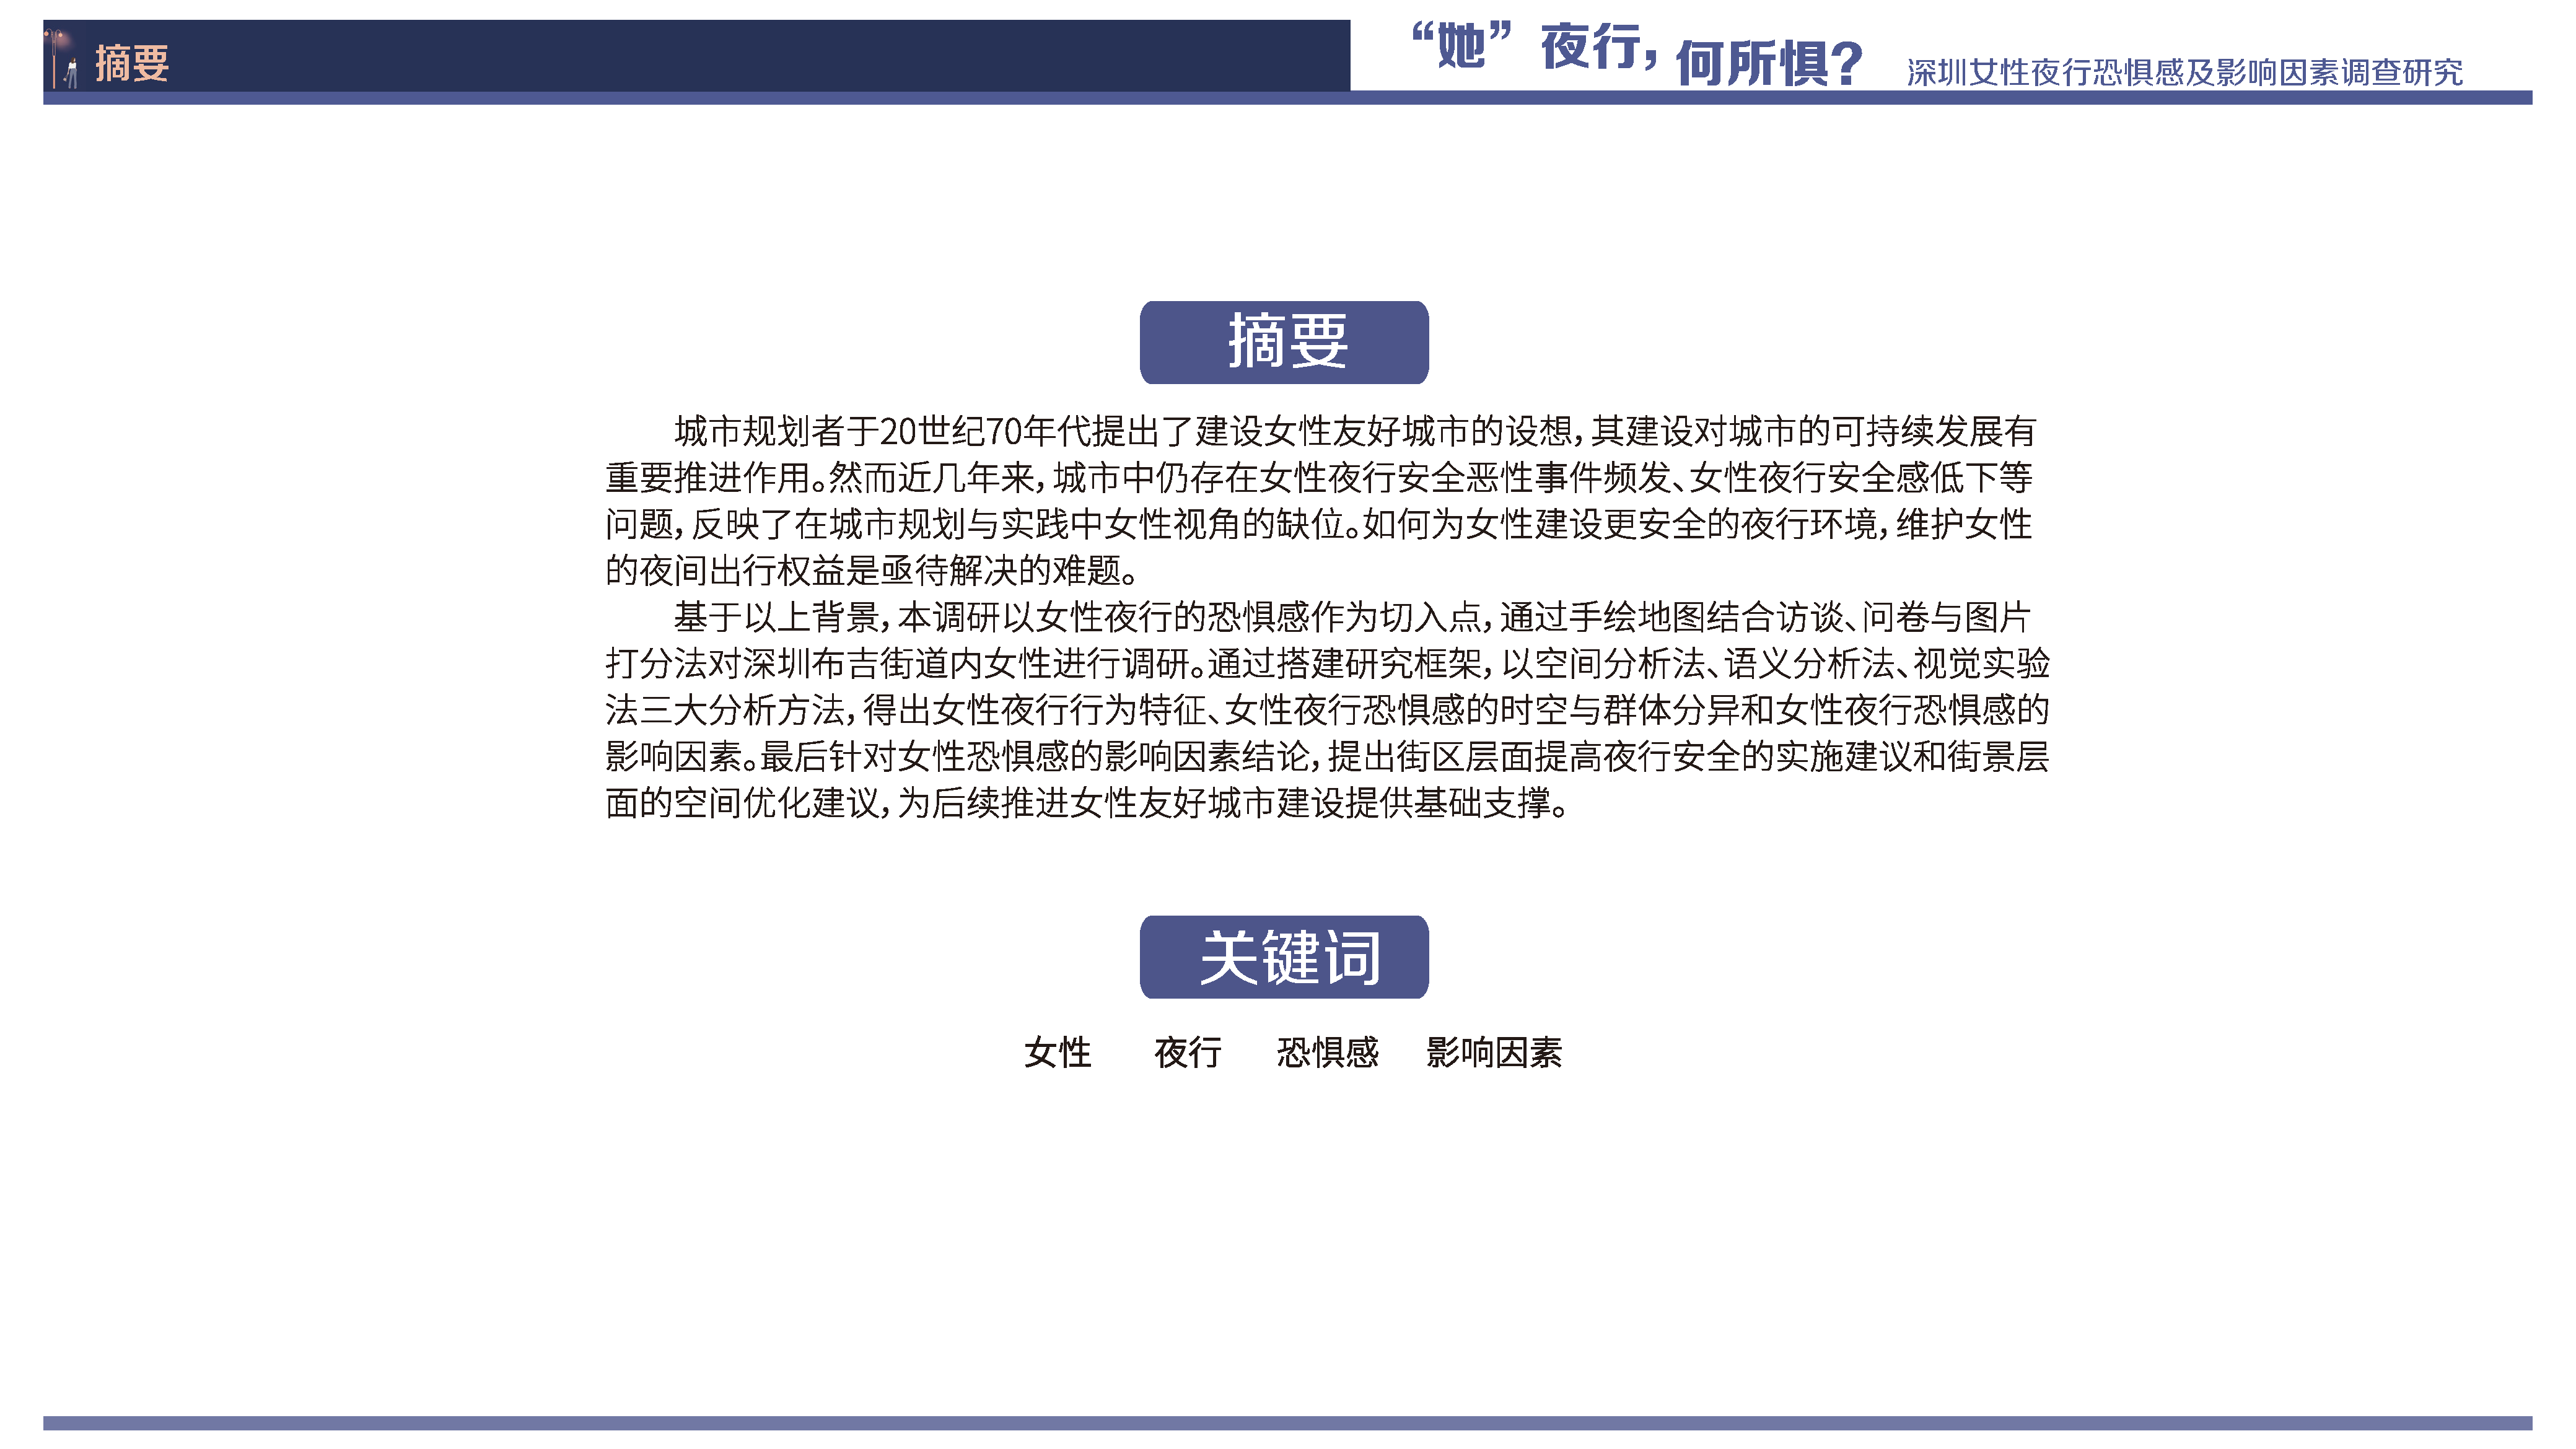 摘要
“她” 夜行，何所惧？ 深圳女性夜行恐惧感及影响因素调查研究
摘要
城市规划者于20世纪70年代提出了建设女性友好城市的设想，其建设对城市的可持续发展有
重要推进作用。然而近几年来，城市中仍存在女性夜行安全恶性事件频发、女性夜行安全感低下等
问题，反映了在城市规划与实践中女性视角的缺位。如何为女性建设更安全的夜行环境，维护女性
的夜间出行权益是亟待解决的难题。
基于以上背景，本调研以女性夜行的恐惧感作为切入点，通过手绘地图结合访谈、问卷与图片
打分法对深圳布吉街道内女性进行调研。通过搭建研究框架，以空间分析法、语义分析法、视觉实验
法三大分析方法，得出女性夜行行为特征、女性夜行恐惧感的时空与群体分异和女性夜行恐惧感的
影响因素。最后针对女性恐惧感的影响因素结论，提出街区层面提高夜行安全的实施建议和街景层
面的空间优化建议，为后续推进女性友好城市建设提供基础支撑。
关键词
女性 夜行 恐惧感 影响因素